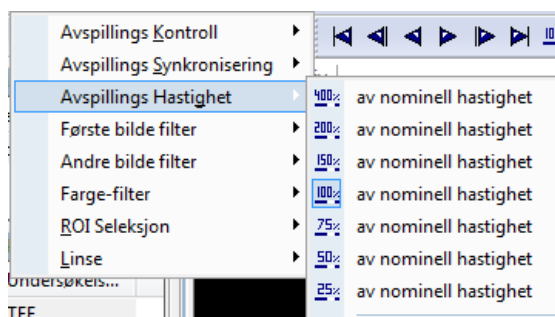 Avspillings Kontroll
Avspillings Synkronisering
Avspillings Hastighet
Første bilde filter
Andre bilde filter
Farge-filter
ROI Seleksjon
Linse
400% av nominell hastighet
200% av nominell hastighet
150% av nominell hastighet
100% av nominell hastighet
75% av nominell hastighet
50% av nominell hastighet
25% av nominell hastighet
Undersøkels...
TEE